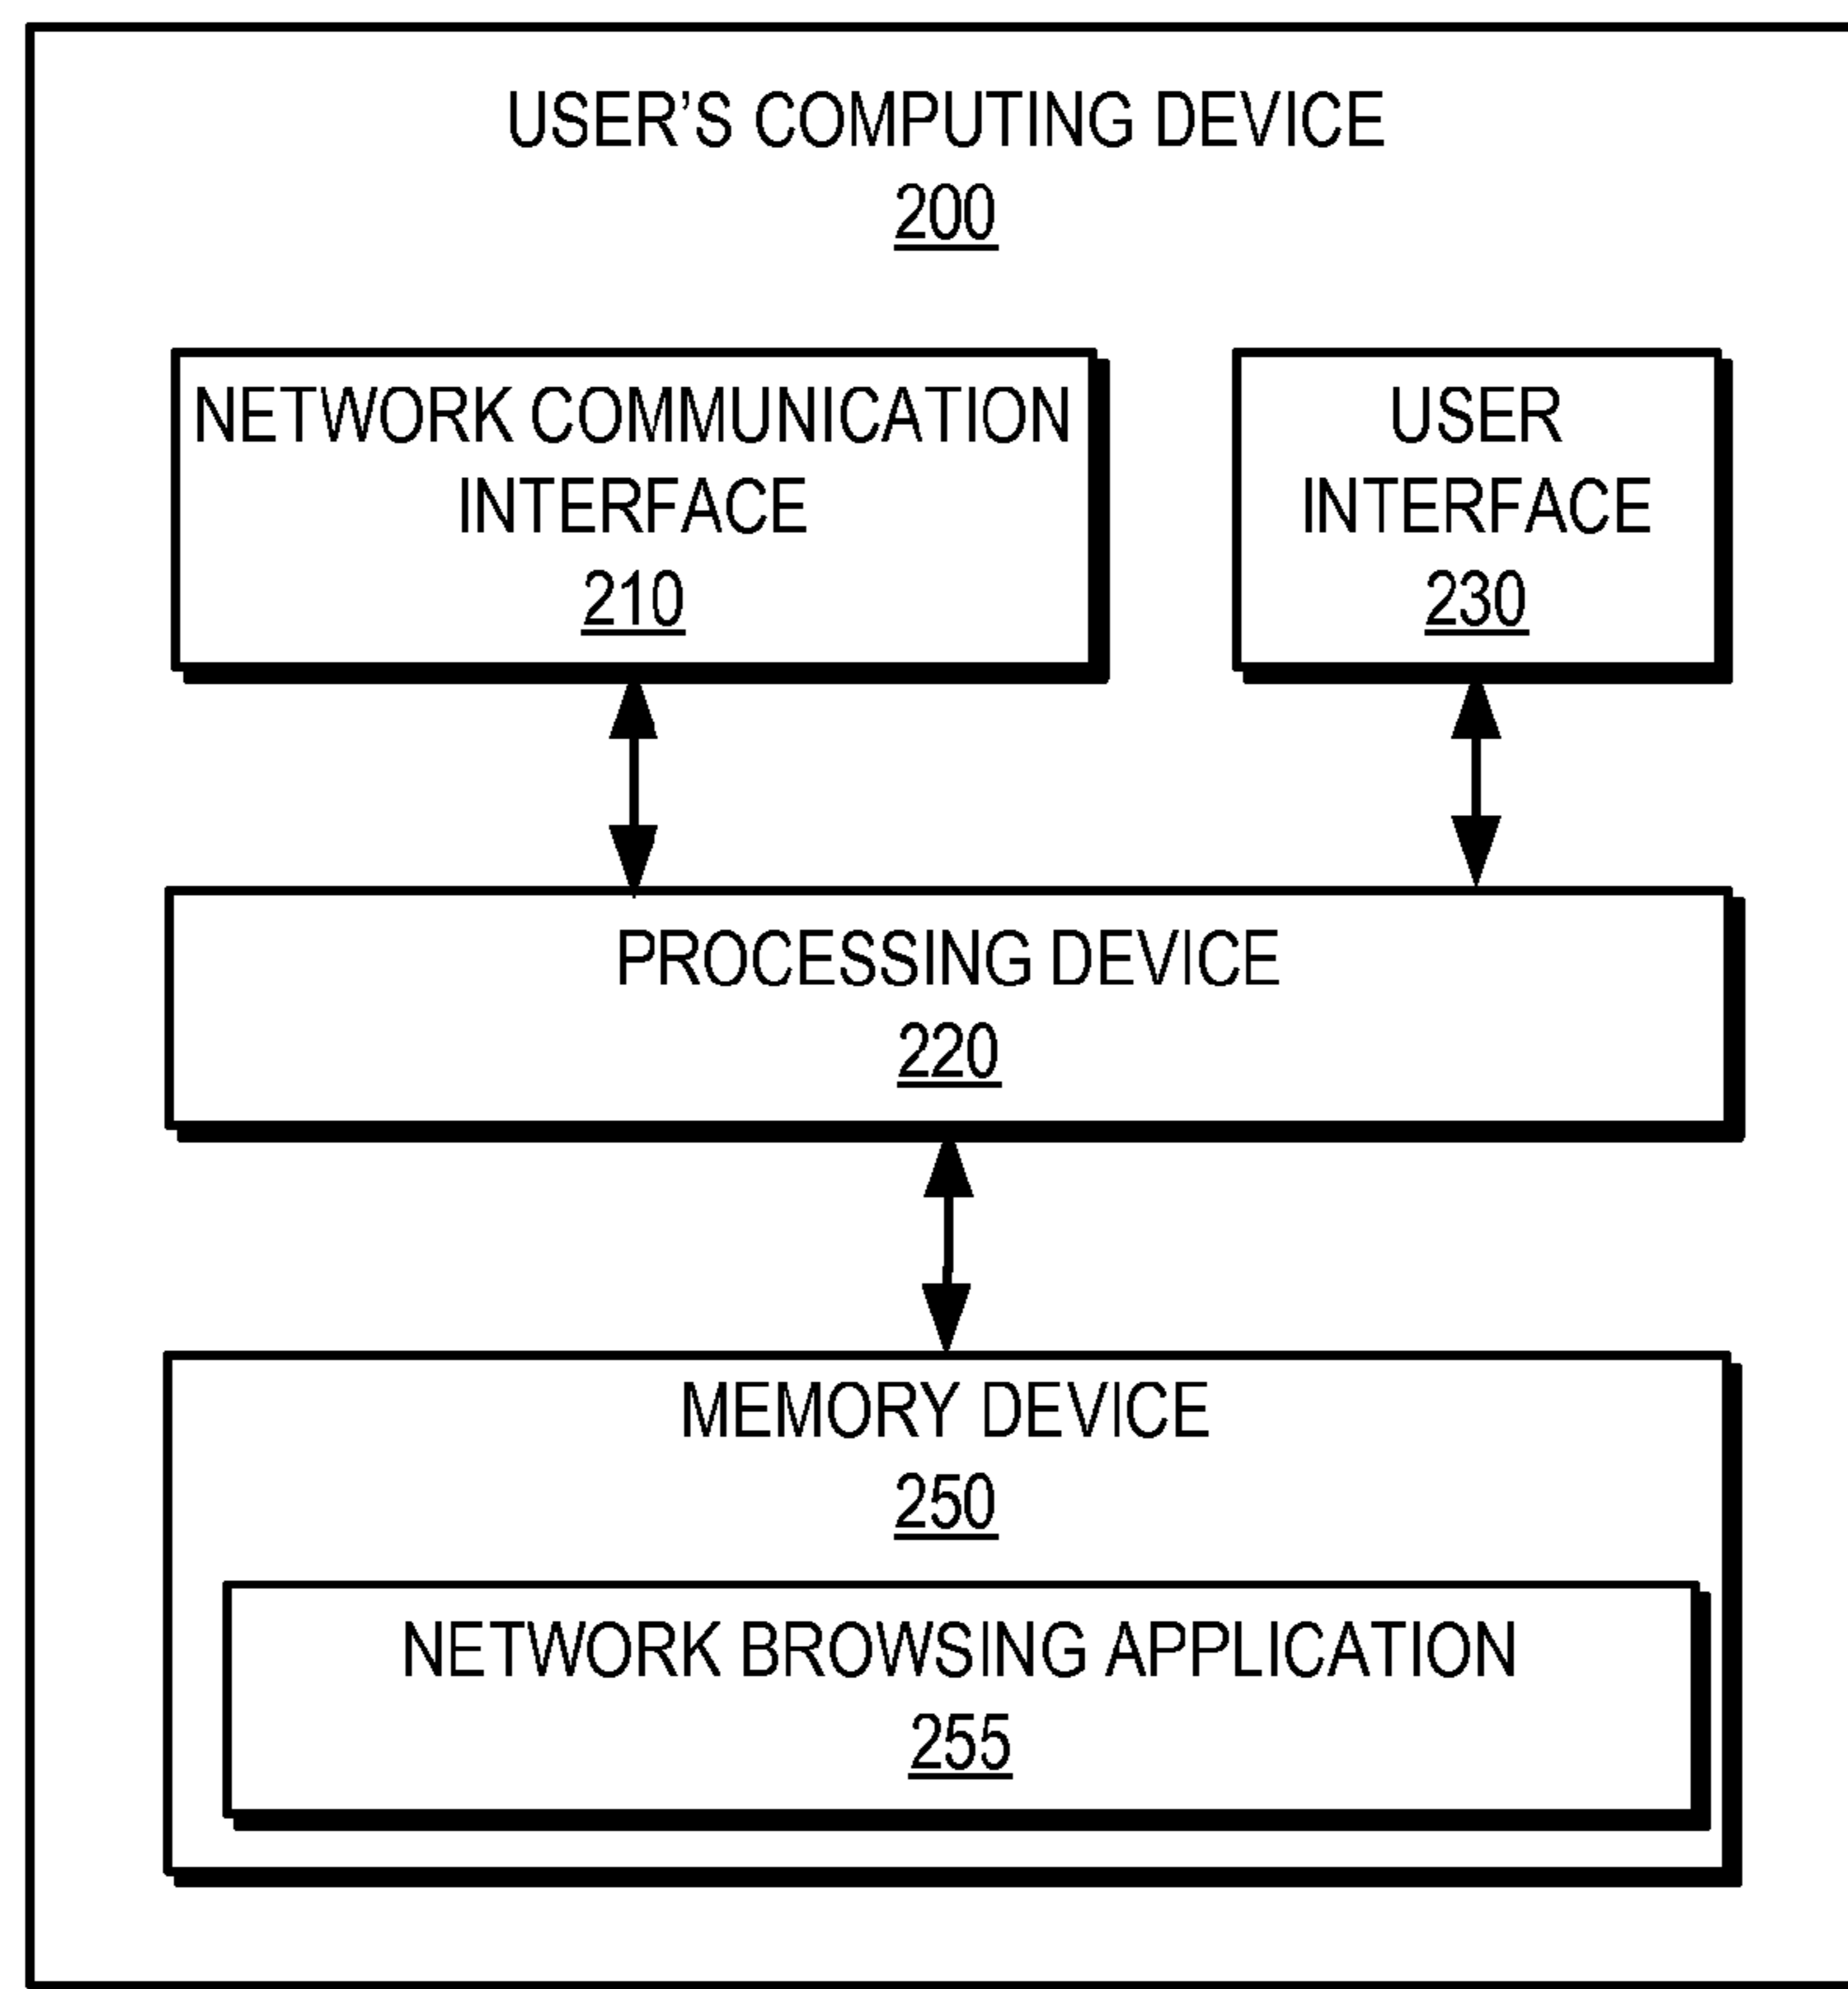 USER’S COMPUTING DEVICE
200
NETWORK COMMUNICATION
INTERFACE
210
USER
INTERFACE
230
PROCESSING DEVICE
220
MEMORY DEVICE
250
NETWORK BROWSING APPLICATION
255